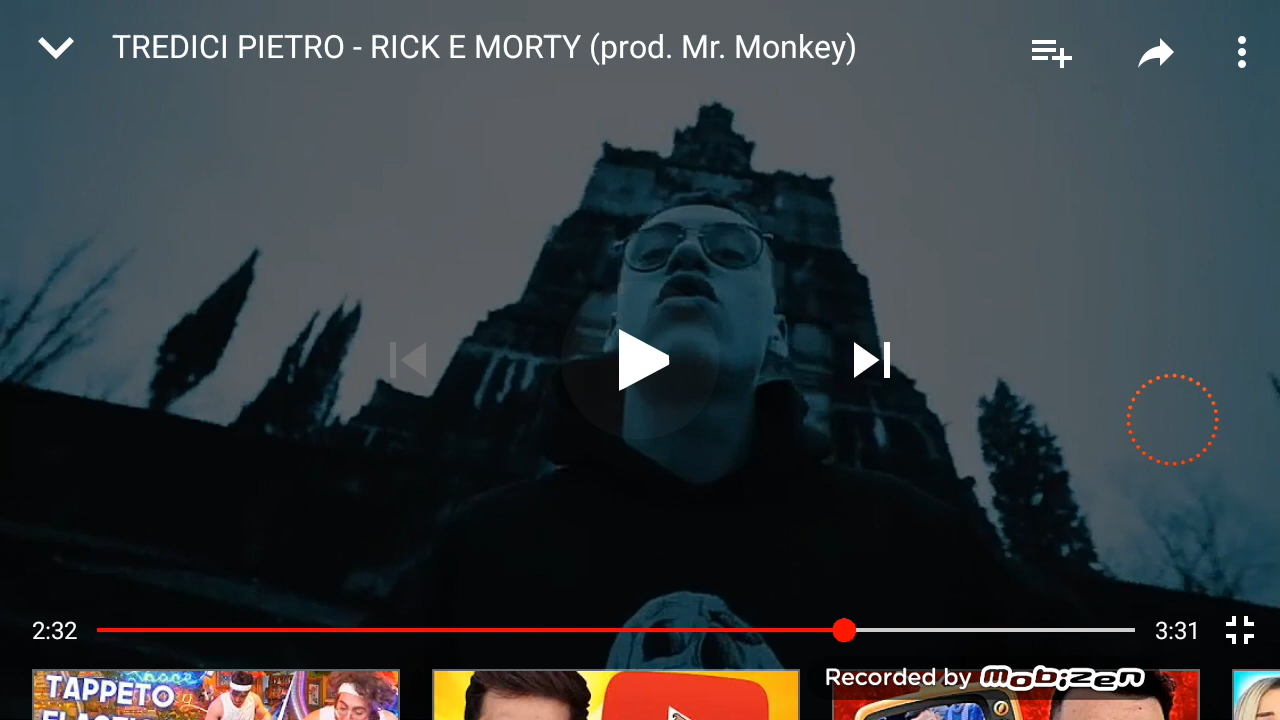 TREDICI PIETRO - RICK E MORTY (prod. Mr. Monkey)
2:32
3:31
Recorded by mobizen
TAPPETO